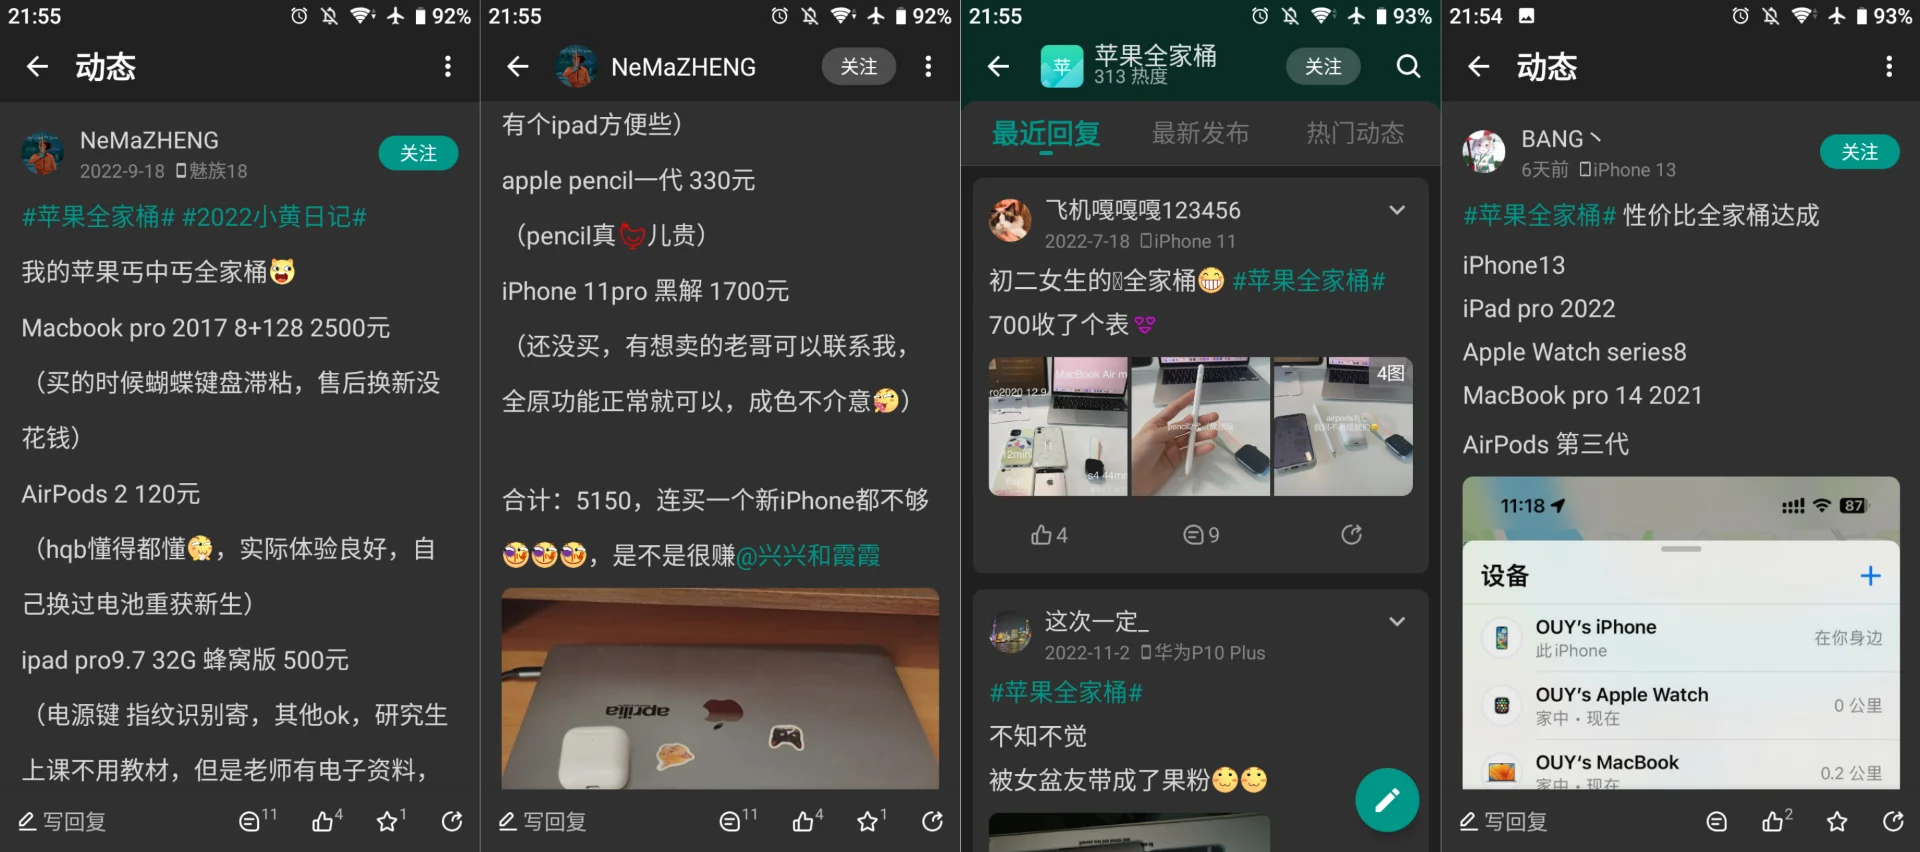 21:55
92%
动态
NeMaZHENG
2022-9-18 魅族18
关注
#苹果全家桶# #2022小黄日记#
我的苹果丐中丐全家桶
Macbook pro 2017 8+128 2500元
（买的时候蝴蝶键盘滞粘，售后换新没
花钱）
AirPods 2 120元
（hqb懂得都懂，实际体验良好，自
己换过电池重获新生）
ipad pro9.7 32G 蜂窝版 500元
（电源键 指纹识别寄，其他ok，研究生
上课不用教材，但是老师有电子资料，
写回复
11
4
1
21:55
92%
NeMaZHENG
关注
有个ipad方便些）
apple pencil一代 330元
（pencil真儿贵）
iPhone 11pro 黑解 1700元
（还没买，有想卖的老哥可以联系我，
全原功能正常就可以，成色不介意）
合计：5150，连买一个新iPhone都不够
，是不是很赚@兴兴和霞霞
aprilia
写回复
11
4
1
21:55
93%
苹
苹果全家桶
313 热度
关注
最近回复
最新发布
热门动态
飞机嘎嘎嘎123456
2022-7-18 iPhone 11
初二女生的全家桶 #苹果全家桶#
700收了个表
MacBook Air m
ro2020 12.9
11
12mini
s4 44mm
airpods
4图
4
9
这次一定_
2022-11-2 华为P10 Plus
#苹果全家桶#
不知不觉
被女盆友带成了果粉
21:54
93%
动态
BANG丶
6天前 iPhone 13
关注
#苹果全家桶# 性价比全家桶达成
iPhone13
iPad pro 2022
Apple Watch series8
MacBook pro 14 2021
AirPods 第三代
11:18
87
设备
OUY's iPhone
此 iPhone
在你身边
OUY's Apple Watch
家中・现在
0 公里
OUY's MacBook
家中・现在
0.2 公里
写回复
2